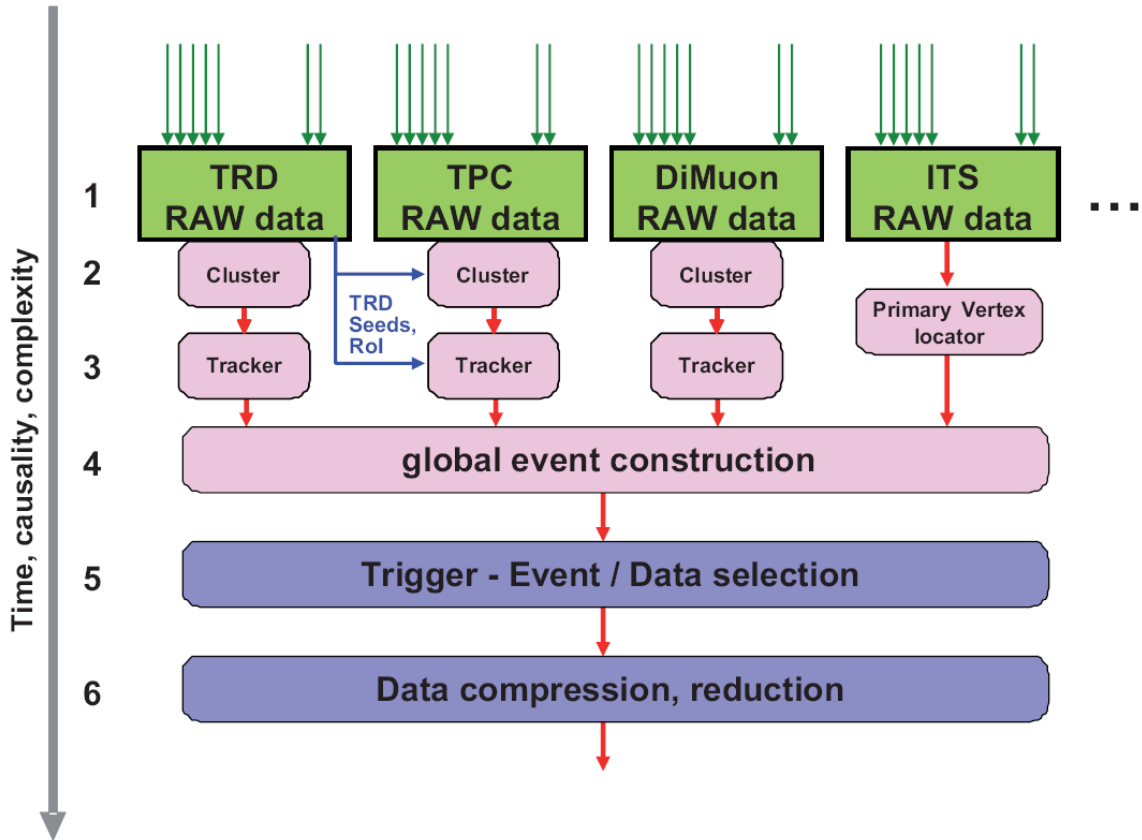 Time, causality, complexity
1
TRD
RAW data
TPC
RAW data
DiMuon
RAW data
ITS
RAW data
...
2
Cluster
Cluster
Cluster
TRD
Seeds,
RoI
Primary Vertex
locator
3
Tracker
Tracker
Tracker
4
global event construction
5
Trigger - Event / Data selection
6
Data compression, reduction